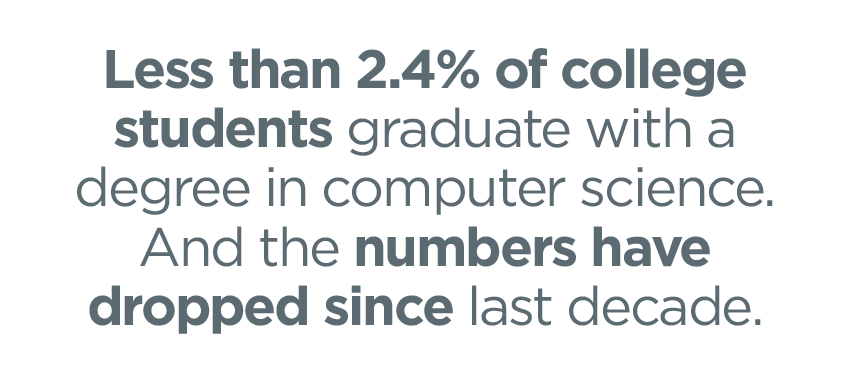 Less than 2.4% of college
students graduate with a
degree in computer science.
And the numbers have
dropped since last decade.